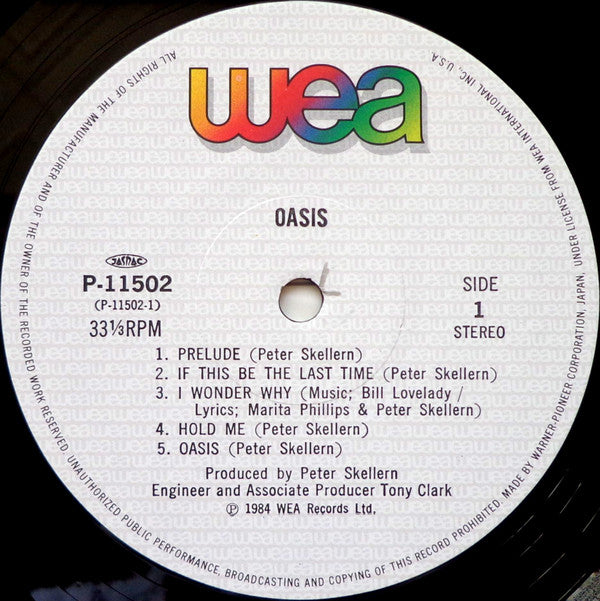 wea
OASIS
JASRAC
P-11502
(P-11502-1)
33⅓RPM
SIDE
1
STEREO
1. PRELUDE (Peter Skellern)
2. IF THIS BE THE LAST TIME (Peter Skellern)
3. I WONDER WHY (Music; Bill Lovelady /
Lyrics; Marita Phillips & Peter Skellern)
4. HOLD ME (Peter Skellern)
5. OASIS (Peter Skellern)
Produced by Peter Skellern
Engineer and Associate Producer Tony Clark
Ⓟ 1984 WEA Records Ltd.
ALL RIGHTS OF THE MANUFACTURER AND OF THE OWNER OF THE RECORDED WORK RESERVED. UNAUTHORIZED PUBLIC PERFORMANCE, BROADCASTING AND COPYING OF THIS RECORD PROHIBITED. MADE BY WARNER-PIONEER CORPORATION, JAPAN, UNDER LICENSE FROM WEA INTERNATIONAL INC., U.S.A.